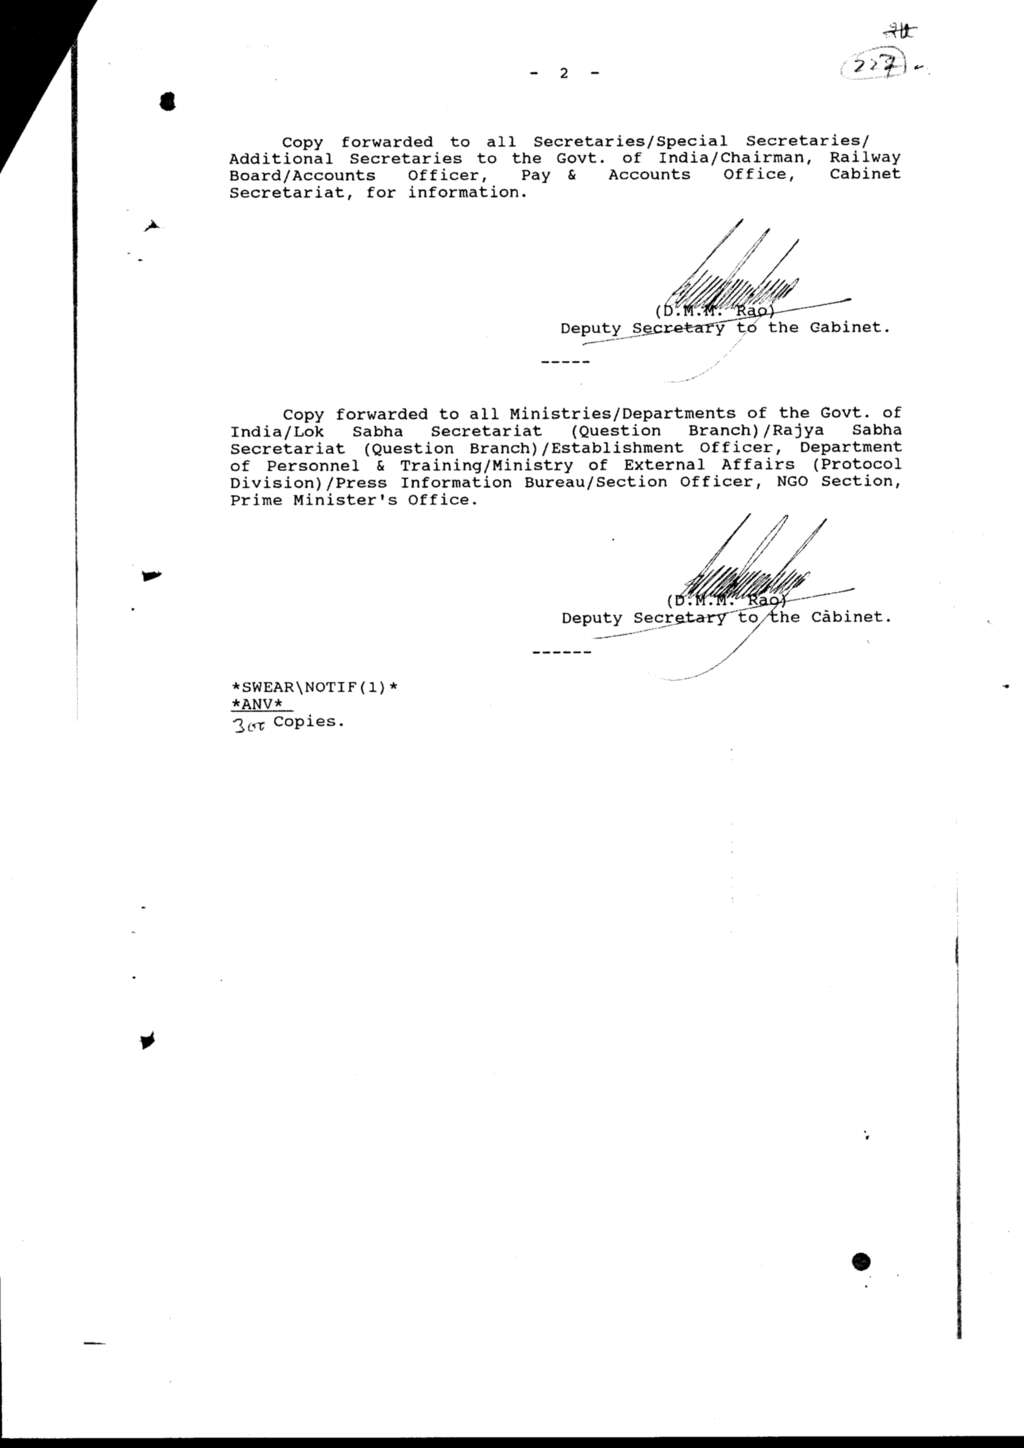 227
- 2 -
Copy forwarded to all Secretaries/Special Secretaries/
Additional Secretaries to the Govt. of India/Chairman, Railway
Board/Accounts Officer, Pay & Accounts Office, Cabinet
Secretariat, for information.
(D.M.M. Rao)
Deputy Secretary to the Cabinet.
-----
Copy forwarded to all Ministries/Departments of the Govt. of
India/Lok Sabha Secretariat (Question Branch)/Rajya Sabha
Secretariat (Question Branch)/Establishment Officer, Department
of Personnel & Training/Ministry of External Affairs (Protocol
Division)/Press Information Bureau/Section Officer, NGO Section,
Prime Minister's Office.
(D.M.M. Rao)
Deputy Secretary to the Cabinet.
------
*SWEAR\NOTIF(1)*
*ANV*
Copies.